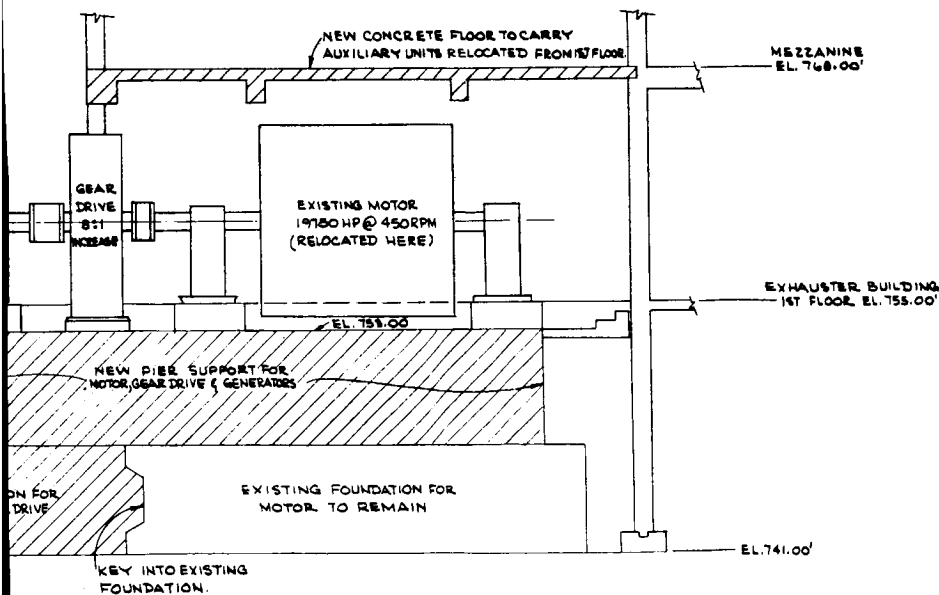 NEW CONCRETE FLOOR TO CARRY
AUXILIARY UNITS RELOCATED FROM 1ST FLOOR
MEZZANINE
EL. 768.00'
GEAR
DRIVE
8:1
INCREASE
EXISTING MOTOR
19780 HP @ 450 RPM
(RELOCATED HERE)
EXHAUSTER BUILDING
1ST FLOOR EL. 755.00'
EL. 753.00
NEW PIER SUPPORT FOR
MOTOR, GEAR DRIVE & GENERATORS
ON FOR
DRIVE
EXISTING FOUNDATION FOR
MOTOR TO REMAIN
EL. 741.00'
KEY INTO EXISTING
FOUNDATION.